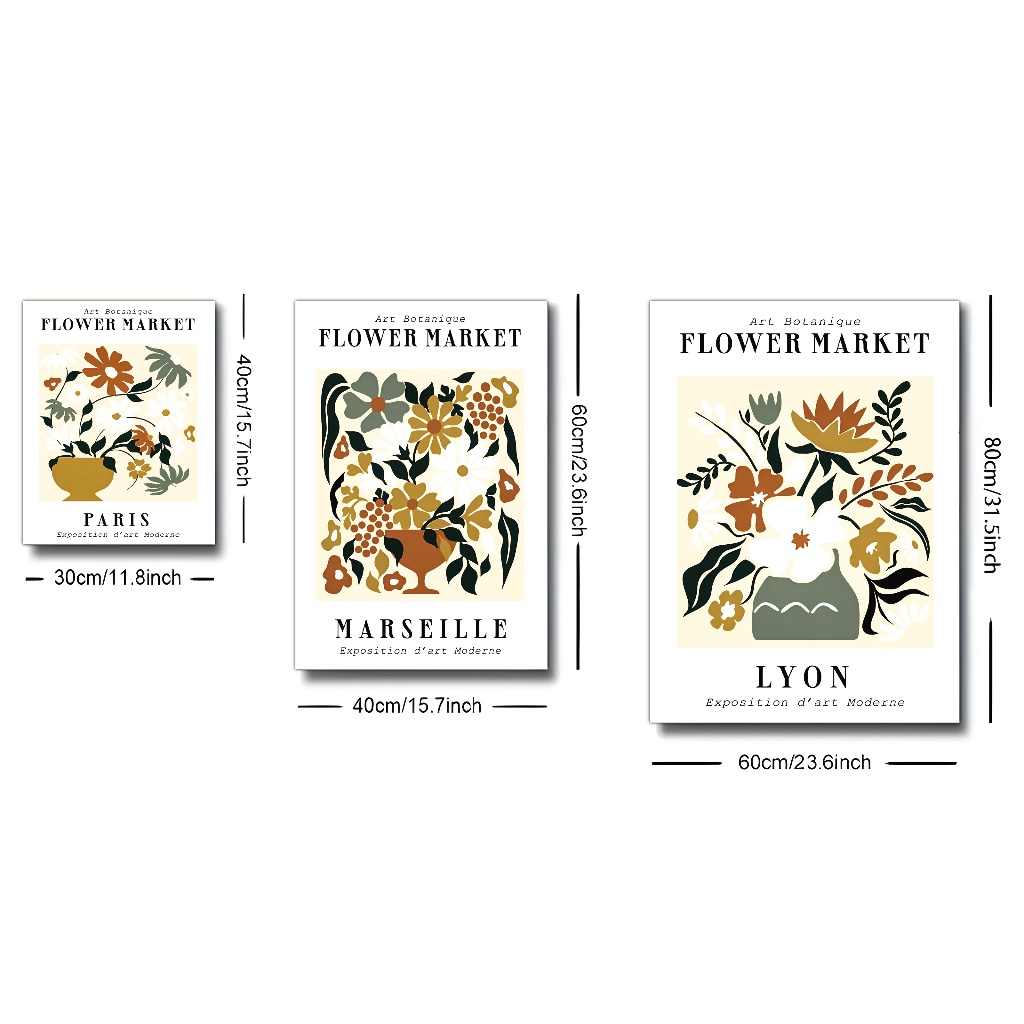 Art Botanique
FLOWER MARKET
PARIS
Exposition d'art Moderne
40cm/15.7inch
30cm/11.8inch
Art Botanique
FLOWER MARKET
MARSEILLE
Exposition d'art Moderne
60cm/23.6inch
40cm/15.7inch
Art Botanique
FLOWER MARKET
LYON
Exposition d'art Moderne
80cm/31.5inch
60cm/23.6inch